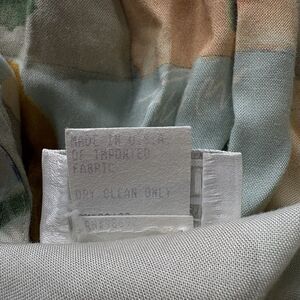 MADE IN U.S.A.
OF IMPORTED
FABRIC
DRY CLEAN ONLY